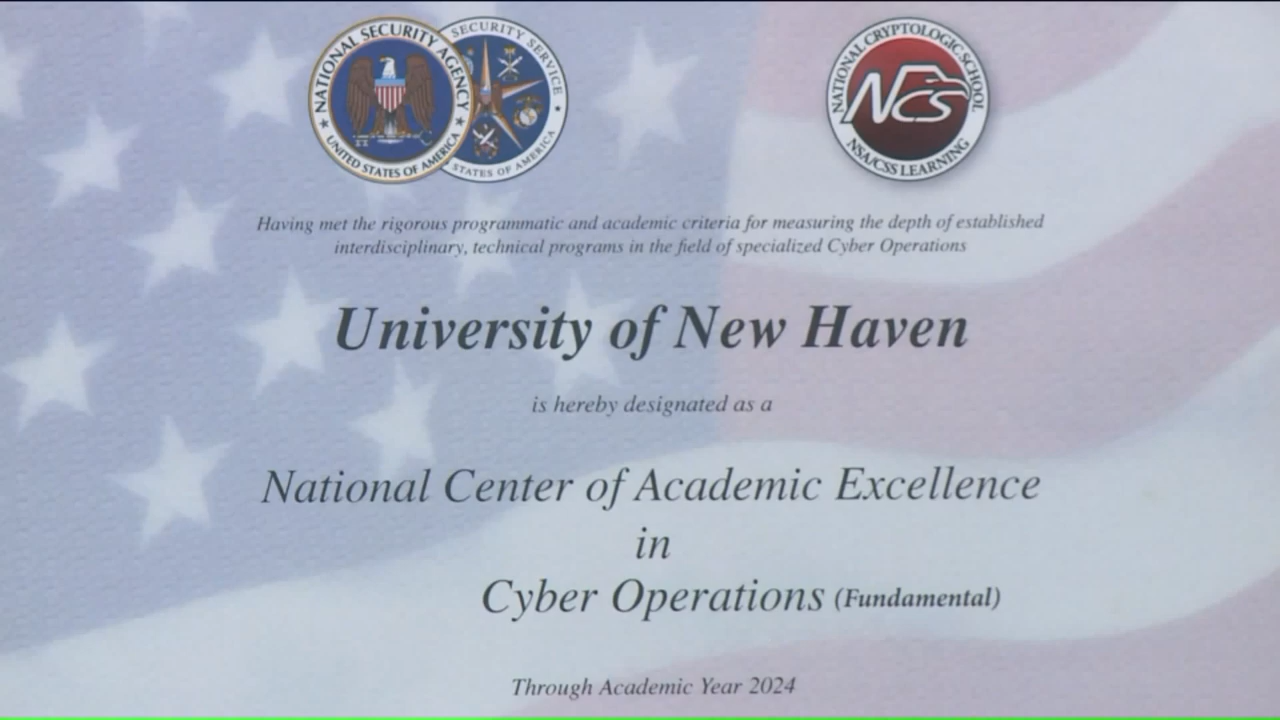 NATIONAL SECURITY AGENCY
UNITED STATES OF AMERICA
SECURITY SERVICE
STATES OF AMERICA
NATIONAL CRYPTOLOGIC SCHOOL
NCS
NSA/CSS LEARNING
Having met the rigorous programmatic and academic criteria for measuring the depth of established
interdisciplinary, technical programs in the field of specialized Cyber Operations
University of New Haven
is hereby designated as a
National Center of Academic Excellence
in
Cyber Operations (Fundamental)
Through Academic Year 2024